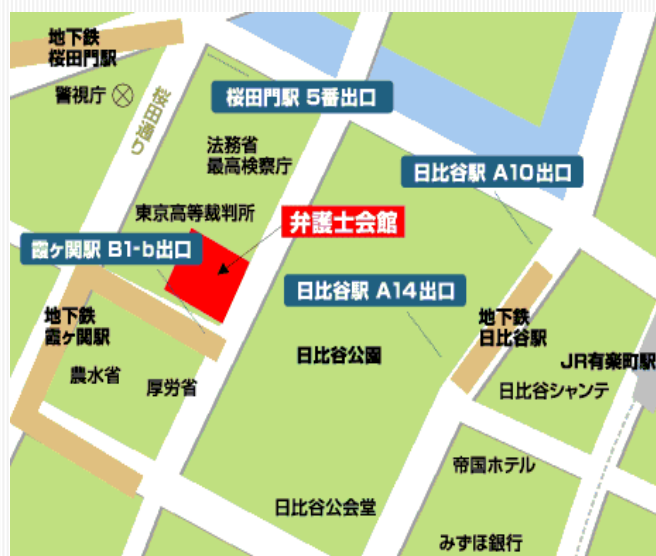 地下鉄
桜田門駅
警視庁
桜田通り
桜田門駅 5番出口
法務省
最高検察庁
日比谷駅 A10出口
東京高等裁判所
弁護士会館
霞ヶ関駅 B1-b出口
日比谷駅 A14出口
地下鉄
霞ヶ関駅
地下鉄
日比谷駅
日比谷公園
JR有楽町駅
農水省
厚労省
日比谷シャンテ
帝国ホテル
日比谷公会堂
みずほ銀行